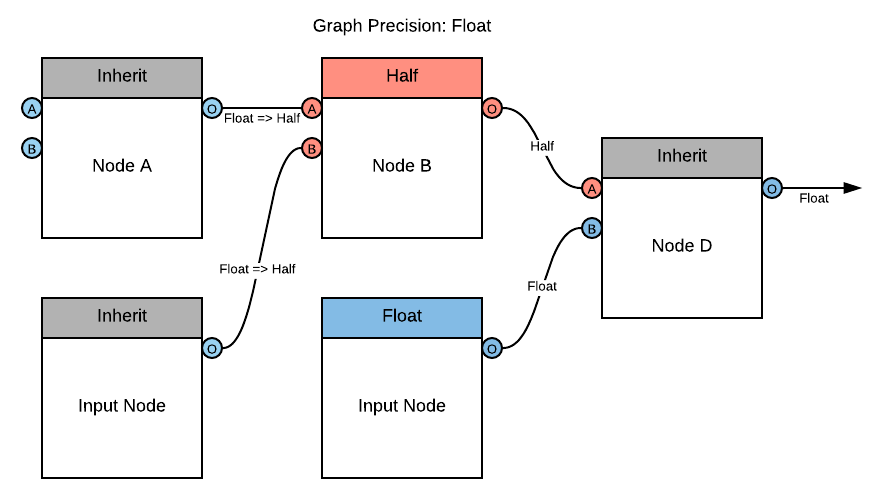 Graph Precision: Float
Inherit
A
B
O
Node A
Float => Half
Half
A
B
O
Node B
Half
Inherit
A
B
O
Node D
Float
Float => Half
Float
Inherit
O
Input Node
Float
O
Input Node